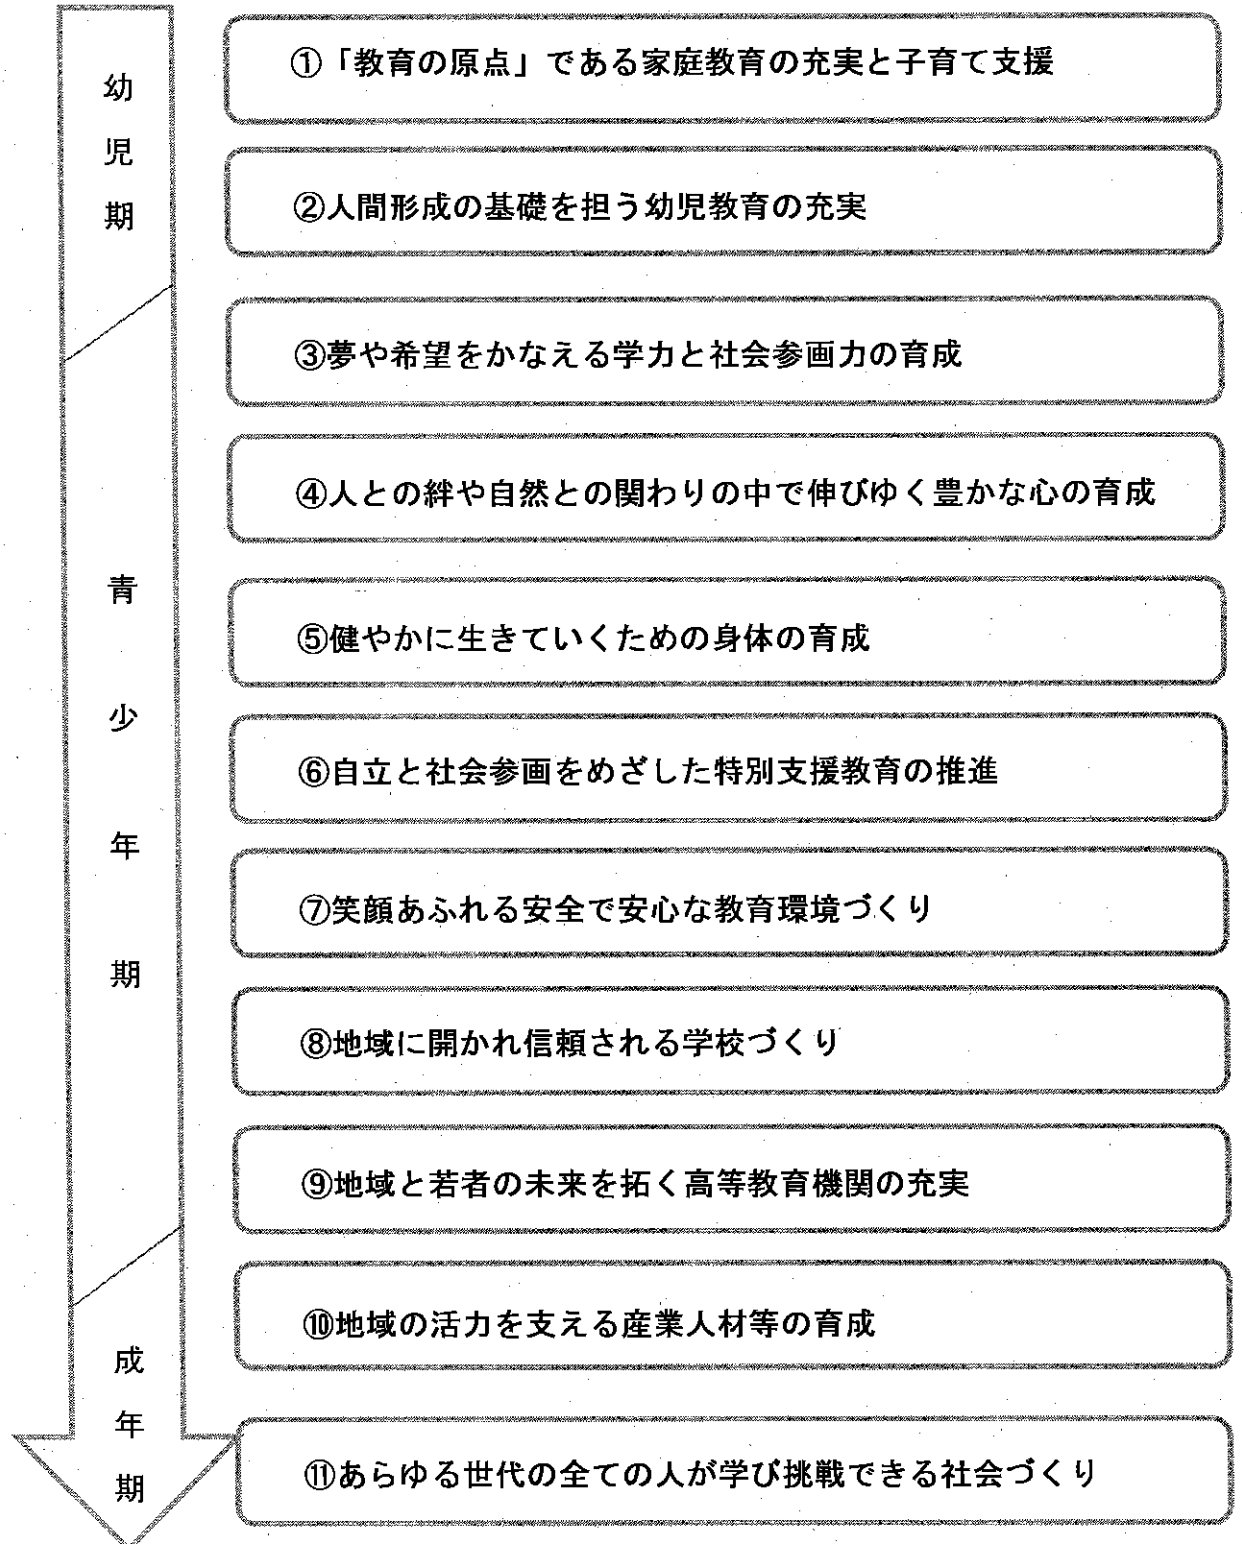 幼児期
①「教育の原点」である家庭教育の充実と子育て支援
②人間形成の基礎を担う幼児教育の充実
青少年期
③夢や希望をかなえる学力と社会参画力の育成
④人との絆や自然との関わりの中で伸びゆく豊かな心の育成
⑤健やかに生きていくための身体の育成
⑥自立と社会参画をめざした特別支援教育の推進
⑦笑顔あふれる安全で安心な教育環境づくり
⑧地域に開かれ信頼される学校づくり
⑨地域と若者の未来を拓く高等教育機関の充実
成年期
⑩地域の活力を支える産業人材等の育成
⑪あらゆる世代の全ての人が学び挑戦できる社会づくり